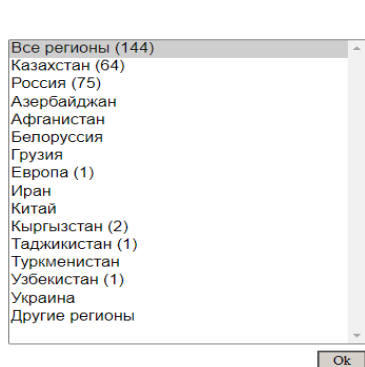 Все регионы (144)
Казахстан (64)
Россия (75)
Азербайджан
Афганистан
Белоруссия
Грузия
Европа (1)
Иран
Китай
Кыргызстан (2)
Таджикистан (1)
Туркменистан
Узбекистан (1)
Украина
Другие регионы
Ok